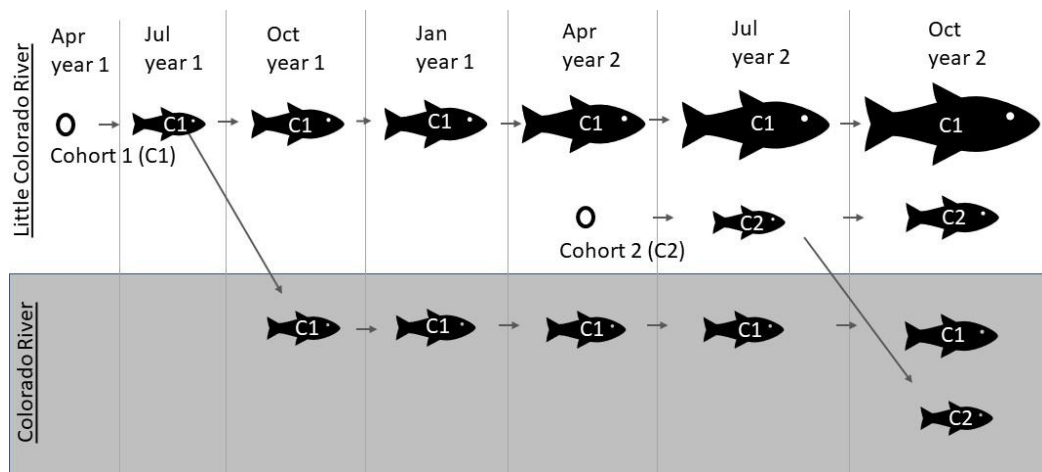 Apr
year 1
Jul
year 1
Oct
year 1
Jan
year 1
Apr
year 2
Jul
year 2
Oct
year 2
Little Colorado River
C1
C1
C1
C1
C1
C1
Cohort 1 (C1)
C2
C2
Cohort 2 (C2)
Colorado River
C1
C1
C1
C1
C1
C2